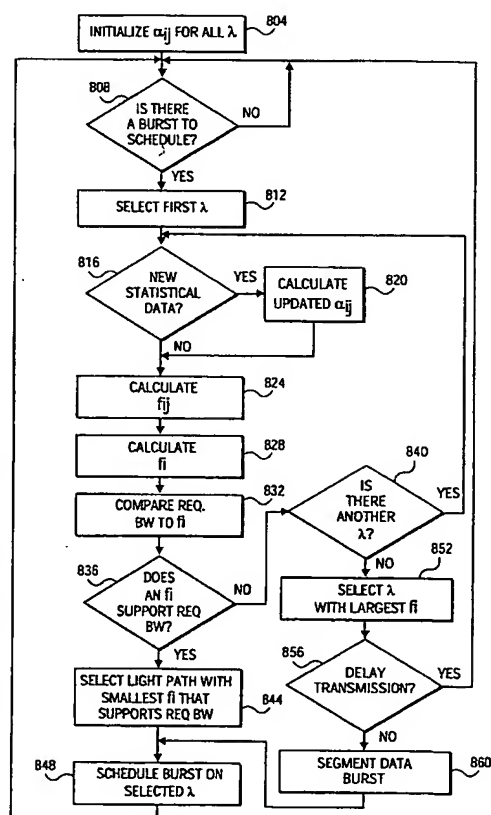 INITIALIZE αij FOR ALL λ
804
808
IS THERE
A BURST TO
SCHEDULE?
NO
YES
SELECT FIRST λ
812
816
NEW
STATISTICAL
DATA?
YES
CALCULATE
UPDATED αij
820
NO
CALCULATE
fij
824
CALCULATE
fi
828
COMPARE REQ.
BW TO fi
832
836
DOES
AN fi
SUPPORT REQ
BW?
NO
YES
840
IS
THERE
ANOTHER
λ?
YES
NO
852
SELECT λ
WITH LARGEST fi
856
DELAY
TRANSMISSION?
YES
NO
SELECT LIGHT PATH WITH
SMALLEST fi THAT
SUPPORTS REQ BW
844
SEGMENT DATA
BURST
860
848
SCHEDULE BURST ON
SELECTED λ